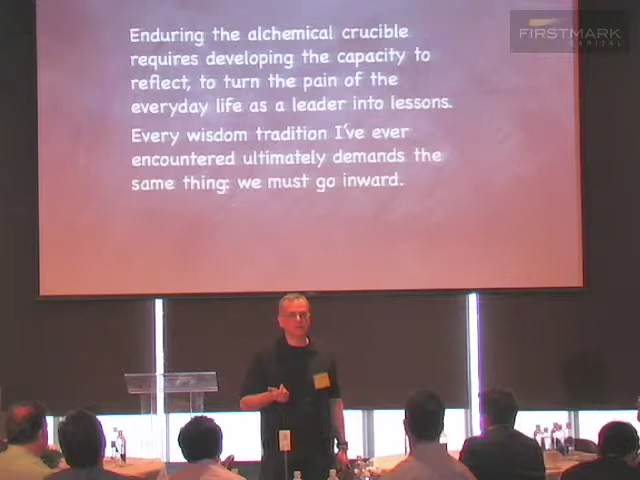 FIRSTMARK
CAPITAL
Enduring the alchemical crucible
requires developing the capacity to
reflect, to turn the pain of the
everyday life as a leader into lessons.
Every wisdom tradition I've ever
encountered ultimately demands the
same thing: we must go inward.